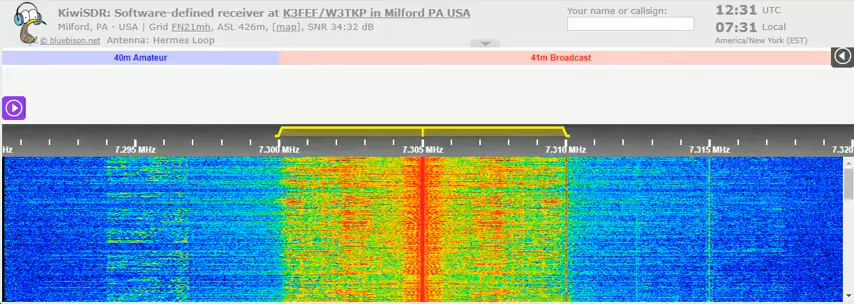 KiwiSDR: Software-defined receiver at K3FEF/W3TKP in Milford PA USA
Milford, PA - USA | Grid FN21mh, ASL 426m, [map], SNR 34:32 dB
© bluebison.net Antenna: Hermes Loop
Your name or callsign:
12:31 UTC
07:31 Local
America/New York (EST)
40m Amateur 41m Broadcast
Hz 7.295 MHz 7.300 MHz 7.305 MHz 7.310 MHz 7.315 MHz 7.320